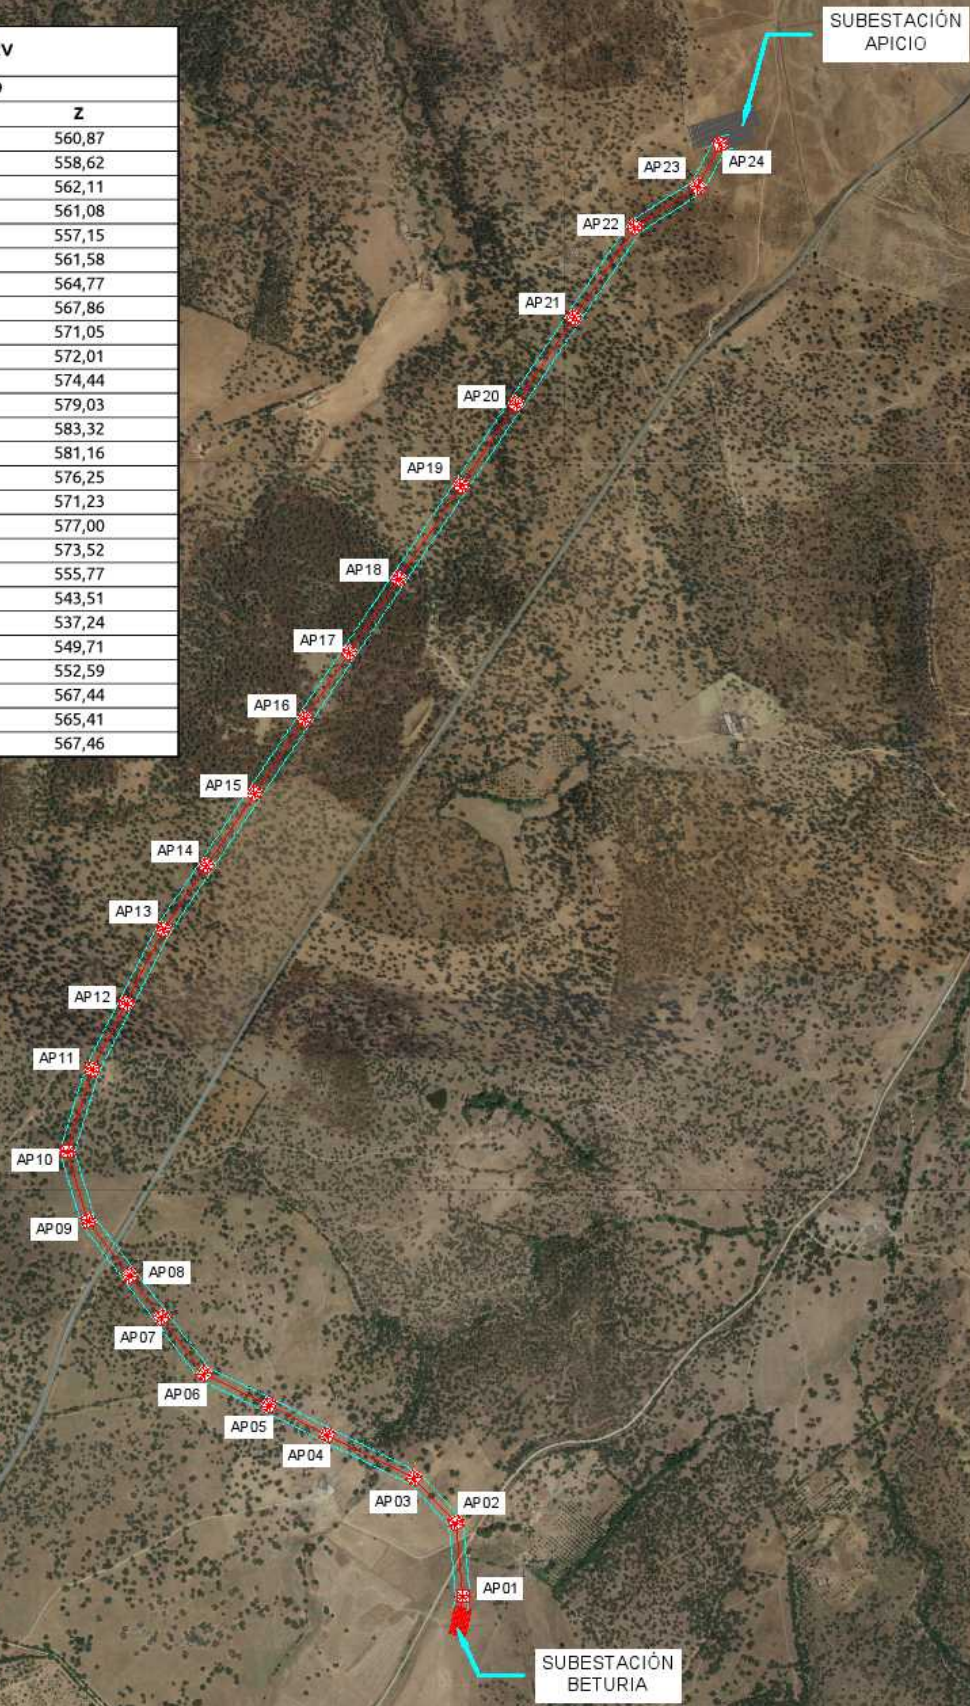 V
Z
560,87
558,62
562,11
561,08
557,15
561,58
564,77
567,86
571,05
572,01
574,44
579,03
583,32
581,16
576,25
571,23
577,00
573,52
555,77
543,51
537,24
549,71
552,59
567,44
565,41
567,46
SUBESTACIÓN
APICIO
AP24
AP23
AP22
AP21
AP20
AP19
AP18
AP17
AP16
AP15
AP14
AP13
AP12
AP11
AP10
AP09
AP08
AP07
AP06
AP05
AP04
AP03
AP02
AP01
SUBESTACIÓN
BETURIA